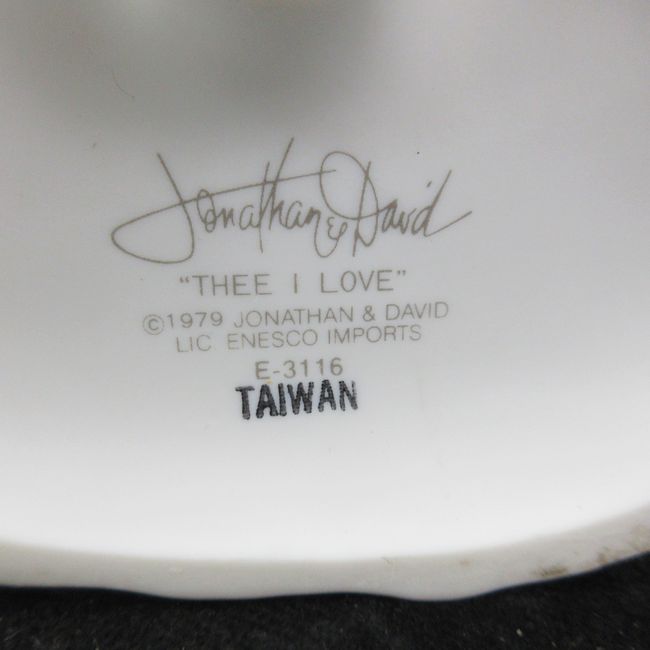 Jonathan & David
"THEE I LOVE"
©1979 JONATHAN & DAVID
LIC ENESCO IMPORTS
E-3116
TAIWAN